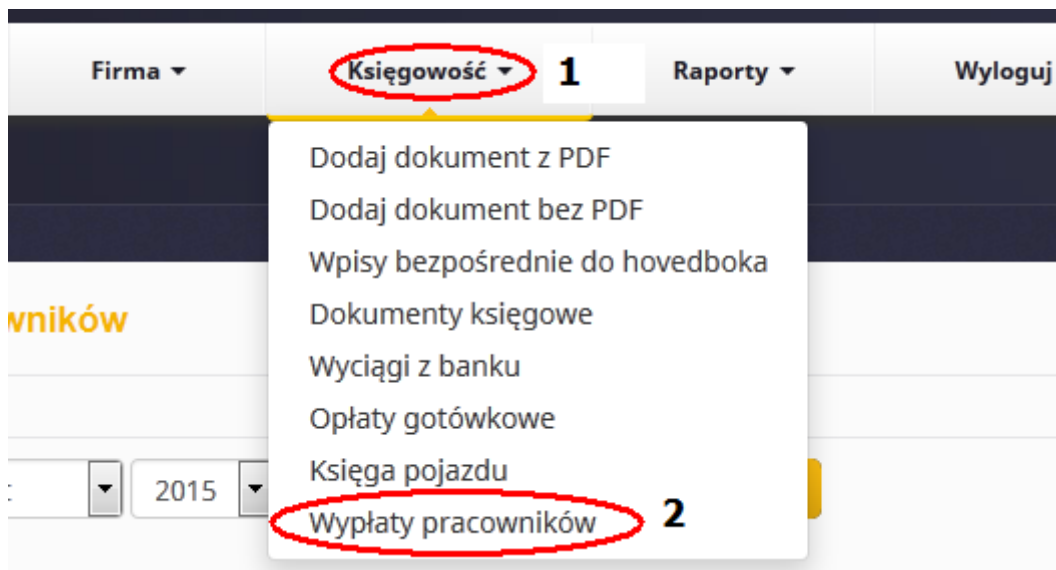 Firma Księgowość 1 Raporty Wyloguj
Dodaj dokument z PDF
Dodaj dokument bez PDF
Wpisy bezpośrednie do hovedboka
wników
Dokumenty księgowe
Wyciągi z banku
Opłaty gotówkowe
Księga pojazdu
2015
Wypłaty pracowników 2